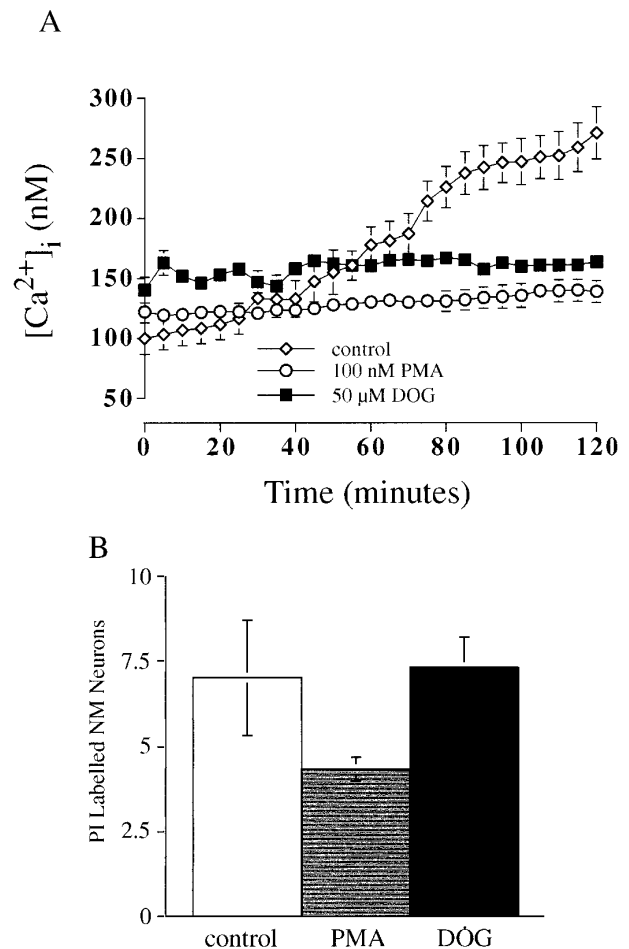 A
300
250
200
150
100
50
[Ca2+]i (nM)
control
100 nM PMA
50 µM DOG
0 20 40 60 80 100 120
Time (minutes)
B
10
7.5
5
2.5
0
PI Labelled NM Neurons
control PMA DOG